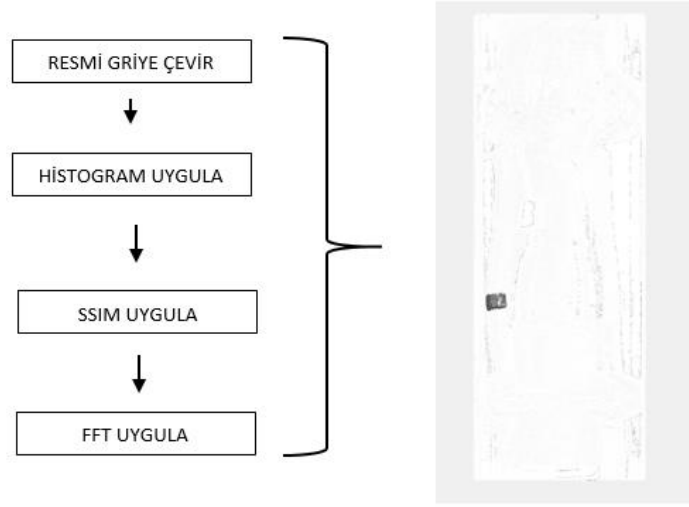 RESMİ GRİYE ÇEVİR
HİSTOGRAM UYGULA
SSIM UYGULA
FFT UYGULA